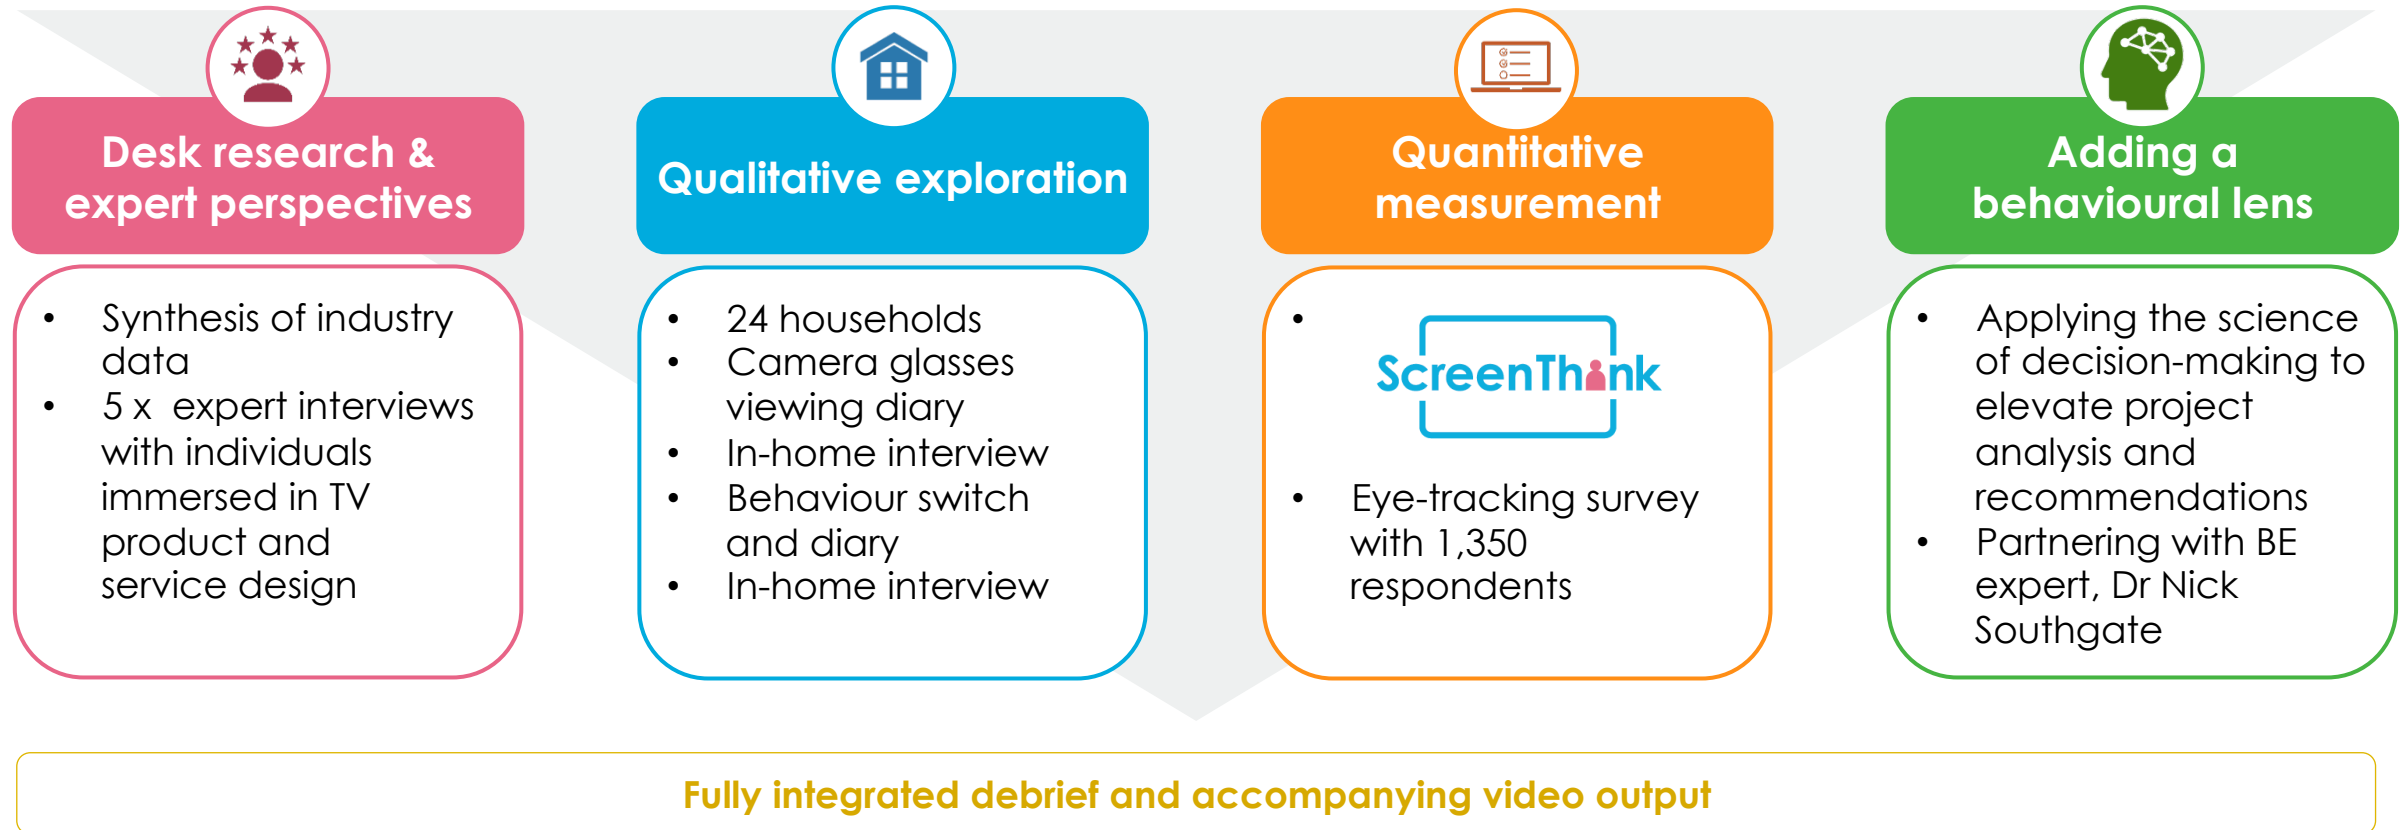 Desk research &
expert perspectives
• Synthesis of industry
data
• 5 x expert interviews
with individuals
immersed in TV
product and
service design
Qualitative exploration
• 24 households
• Camera glasses
viewing diary
• In-home interview
• Behaviour switch
and diary
• In-home interview
Quantitative
measurement
•
ScreenThink
• Eye-tracking survey
with 1,350
respondents
Adding a
behavioural lens
• Applying the science
of decision-making to
elevate project
analysis and
recommendations
• Partnering with BE
expert, Dr Nick
Southgate
Fully integrated debrief and accompanying video output